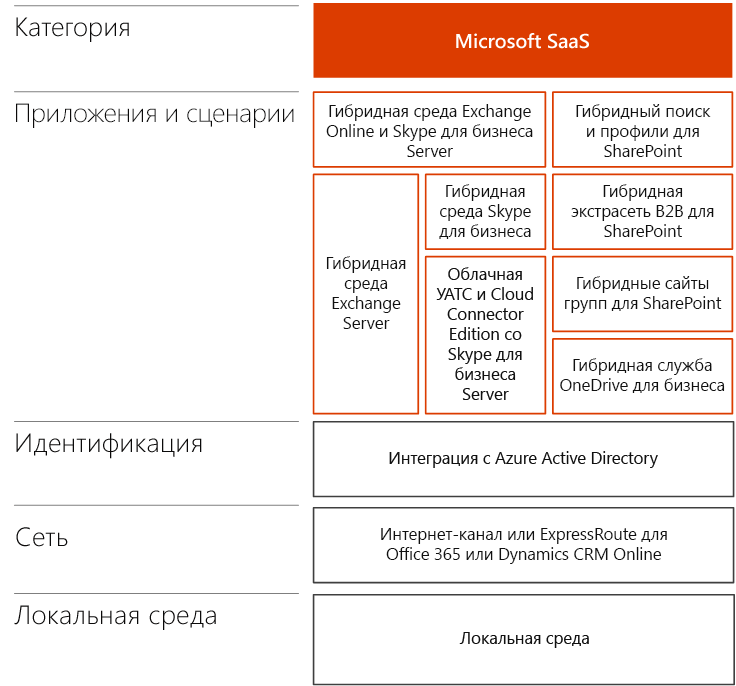 Категория
Microsoft SaaS
Приложения и сценарии
Гибридная среда Exchange
Online и Skype для бизнеса
Server
Гибридный поиск
и профили для
SharePoint
Гибридная
среда
Exchange
Server
Гибридная
среда Skype
для бизнеса
Гибридная
экстрасеть B2B для
SharePoint
Облачная
УАТС и Cloud
Connector
Edition со
Skype для
бизнеса
Server
Гибридные сайты
групп для SharePoint
Гибридная служба
OneDrive для бизнеса
Идентификация
Интеграция с Azure Active Directory
Сеть
Интернет-канал или ExpressRoute для
Office 365 или Dynamics CRM Online
Локальная среда
Локальная среда